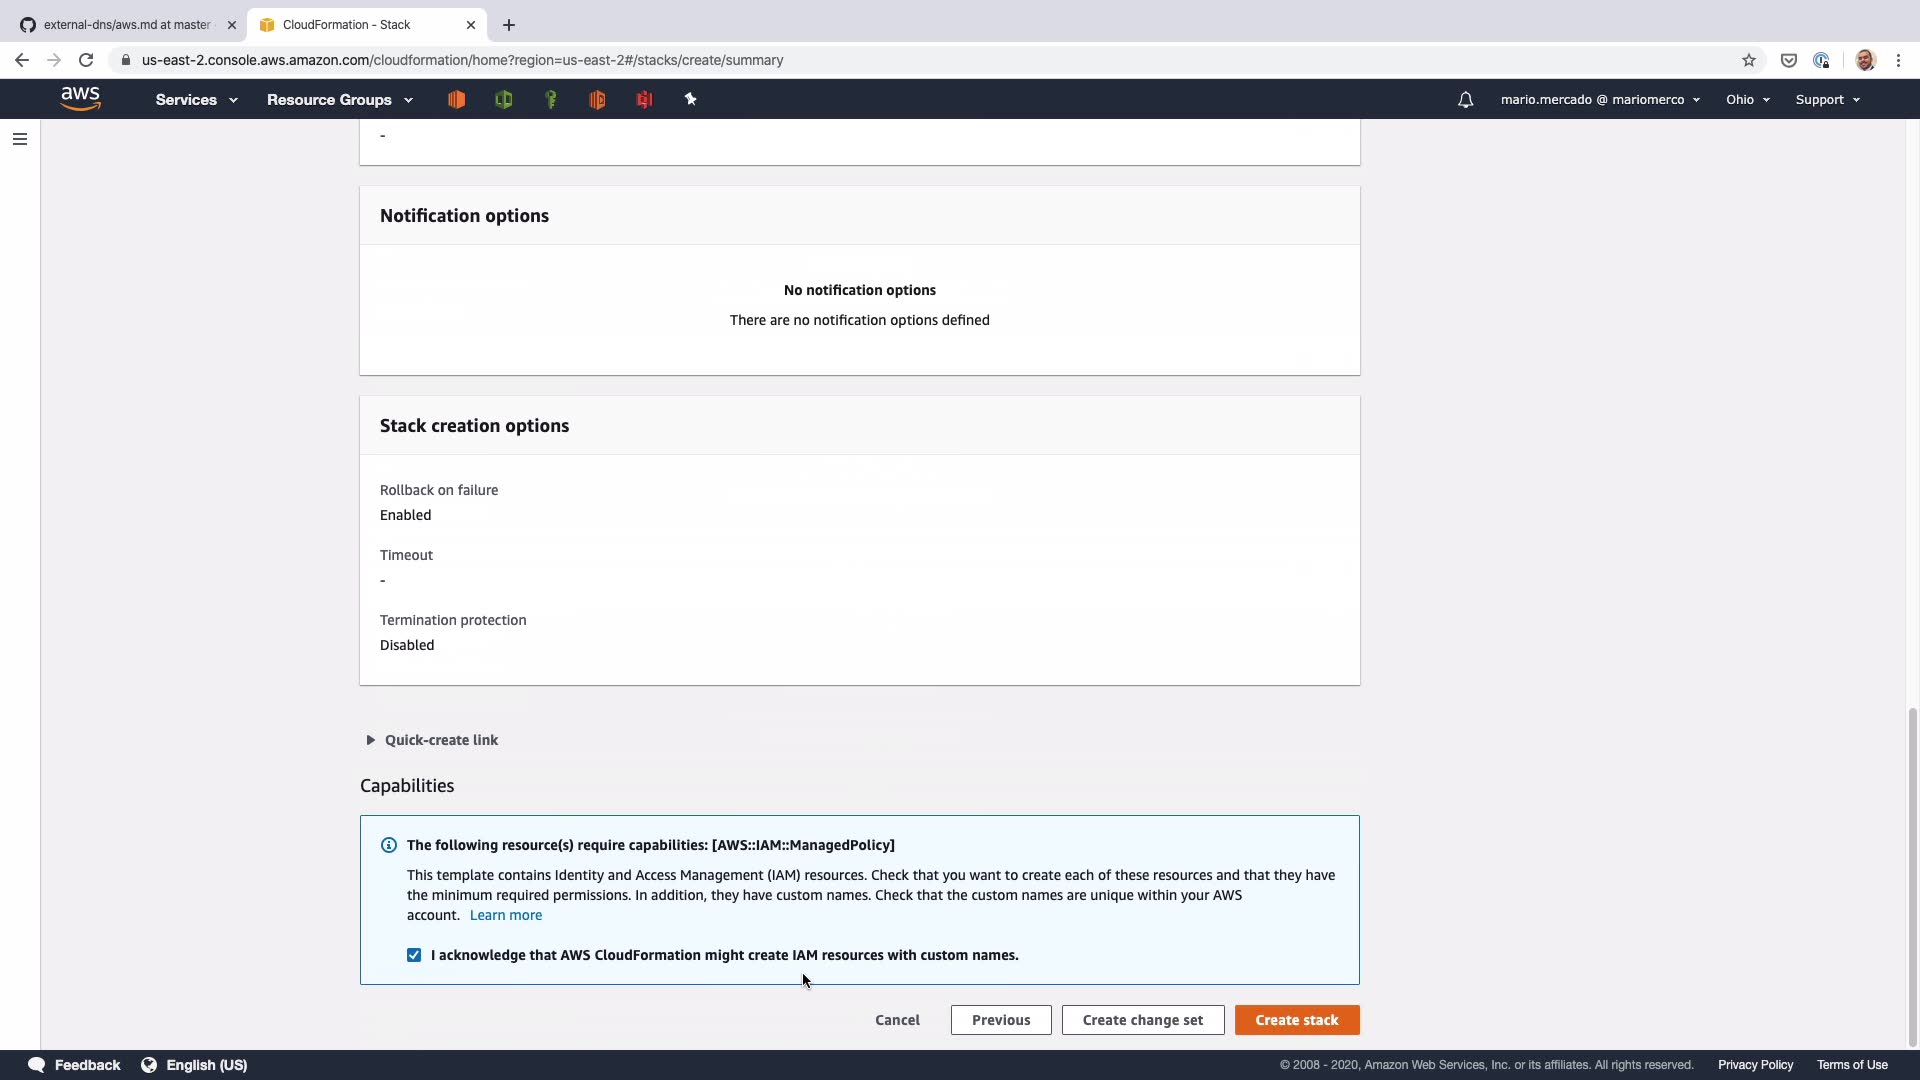 external-dns/aws.md at master
CloudFormation - Stack
us-east-2.console.aws.amazon.com/cloudformation/home?region=us-east-2#/stacks/create/summary
aws
Services
Resource Groups
mario.mercado @ mariomerco
Ohio
Support
-
Notification options
No notification options
There are no notification options defined
Stack creation options
Rollback on failure
Enabled
Timeout
-
Termination protection
Disabled
Quick-create link
Capabilities
The following resource(s) require capabilities: [AWS::IAM::ManagedPolicy]
This template contains Identity and Access Management (IAM) resources. Check that you want to create each of these resources and that they have
the minimum required permissions. In addition, they have custom names. Check that the custom names are unique within your AWS
account. Learn more
I acknowledge that AWS CloudFormation might create IAM resources with custom names.
Cancel
Previous
Create change set
Create stack
Feedback
English (US)
© 2008 - 2020, Amazon Web Services, Inc. or its affiliates. All rights reserved.
Privacy Policy
Terms of Use